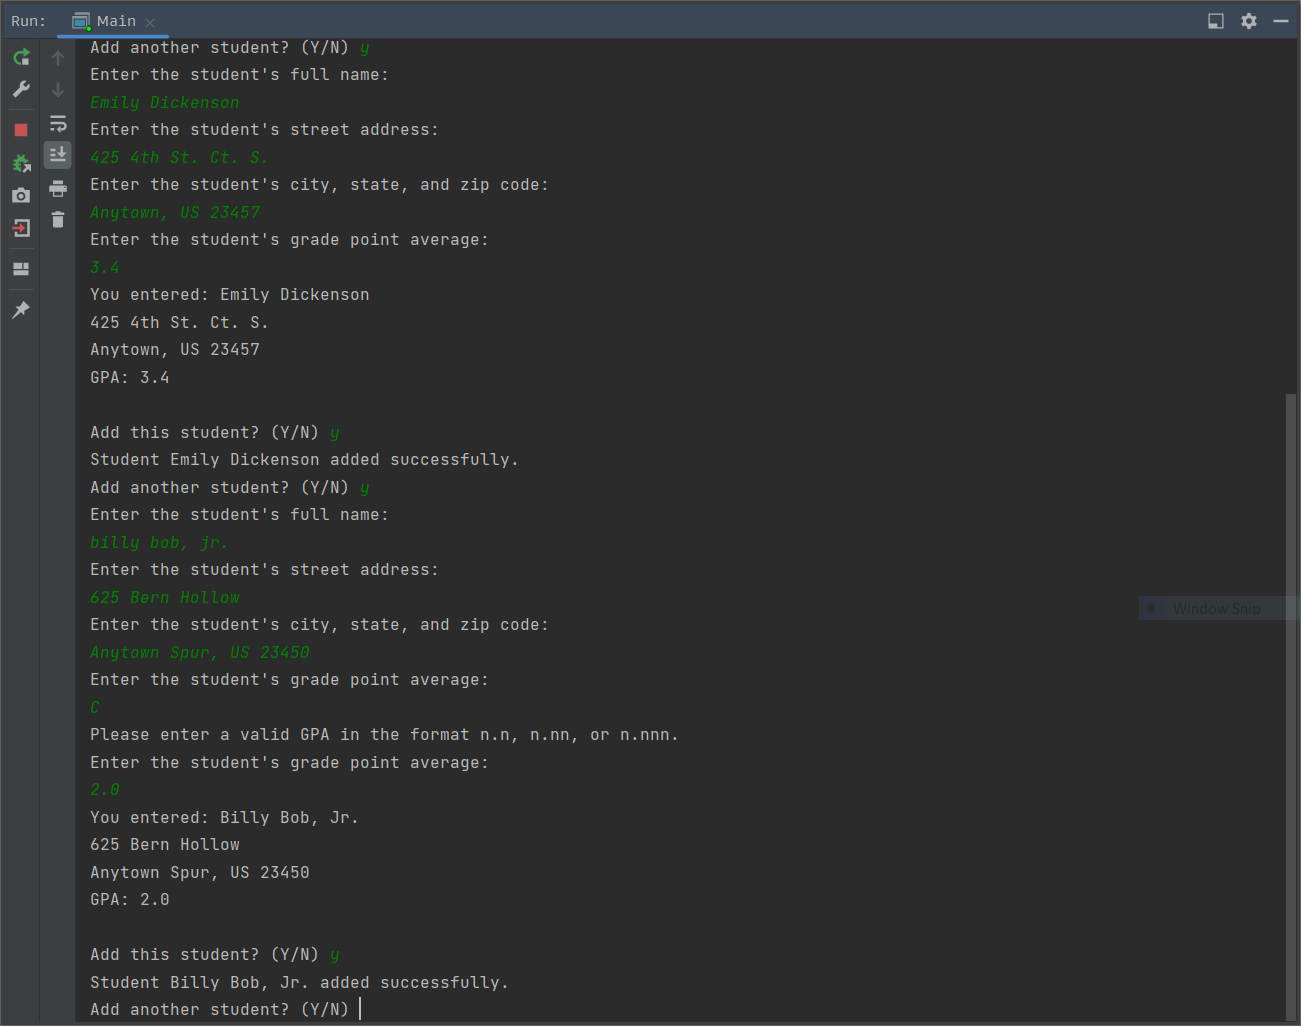 Run: Main
Add another student? (Y/N) y
Enter the student's full name:
Emily Dickenson
Enter the student's street address:
425 4th St. Ct. S.
Enter the student's city, state, and zip code:
Anytown, US 23457
Enter the student's grade point average:
3.4
You entered: Emily Dickenson
425 4th St. Ct. S.
Anytown, US 23457
GPA: 3.4
Add this student? (Y/N) y
Student Emily Dickenson added successfully.
Add another student? (Y/N) y
Enter the student's full name:
billy bob, jr.
Enter the student's street address:
625 Bern Hollow
Window Snip
Enter the student's city, state, and zip code:
Anytown Spur, US 23450
Enter the student's grade point average:
C
Please enter a valid GPA in the format n.n, n.nn, or n.nnn.
Enter the student's grade point average:
2.0
You entered: Billy Bob, Jr.
625 Bern Hollow
Anytown Spur, US 23450
GPA: 2.0
Add this student? (Y/N) y
Student Billy Bob, Jr. added successfully.
Add another student? (Y/N)